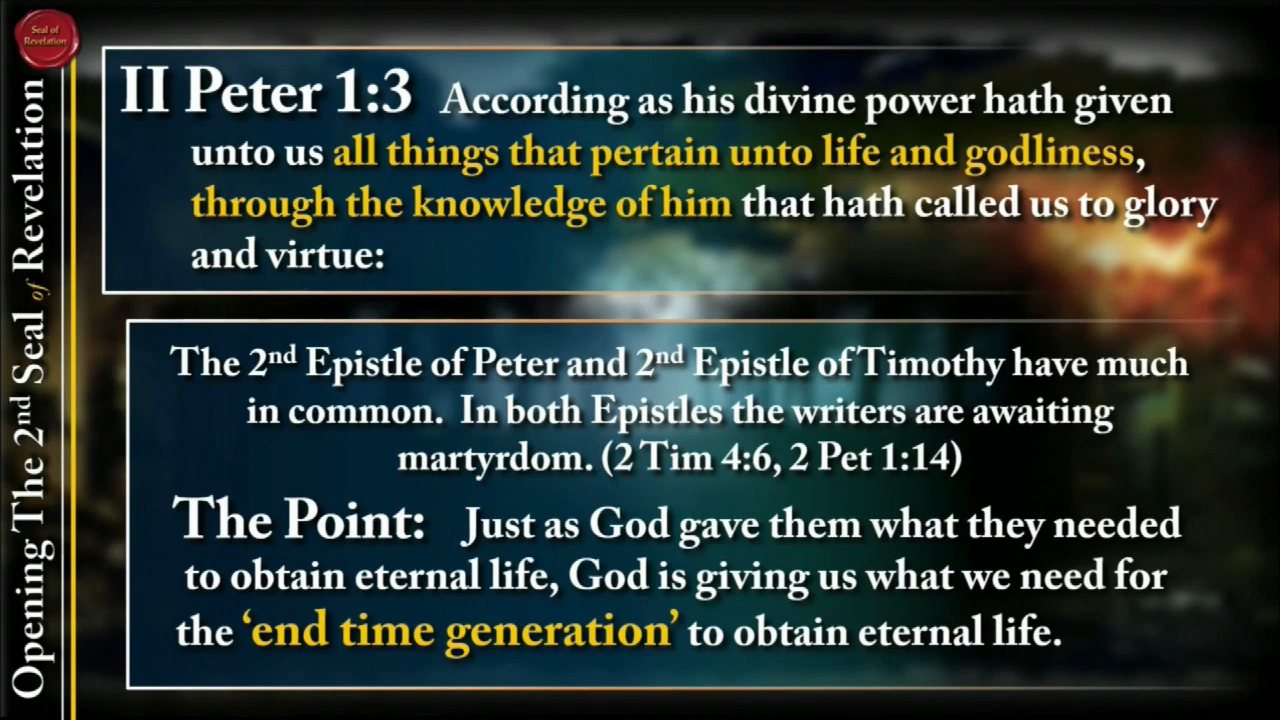 Seal of
Revelation
Opening The 2nd Seal of Revelation
II Peter 1:3 According as his divine power hath given
unto us all things that pertain unto life and godliness,
through the knowledge of him that hath called us to glory
and virtue:
The 2nd Epistle of Peter and 2nd Epistle of Timothy have much
in common. In both Epistles the writers are awaiting
martyrdom. (2 Tim 4:6, 2 Pet 1:14)
The Point: Just as God gave them what they needed
to obtain eternal life, God is giving us what we need for
the ‘end time generation’ to obtain eternal life.